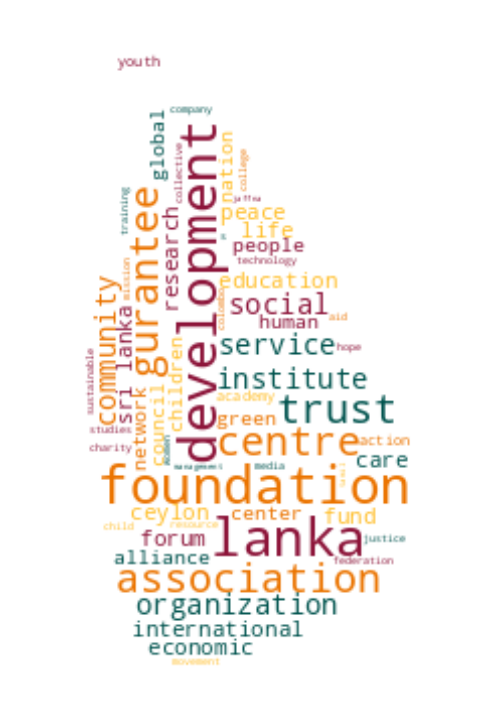 youth
company
global
development
nation
collective
college
training
gurantee
jaffna
research
peace
life
people
technology
mission
education
community
colombo
sri lanka
social
aid
human
children
service
hope
sustainable
institute
council
network
academy
trust
green
studies
centre
action
charity
women
care
management
media
foundation
ceylon
center
fund
child
resource
lanka
forum
justice
alliance
federation
association
organization
international
economic
movement